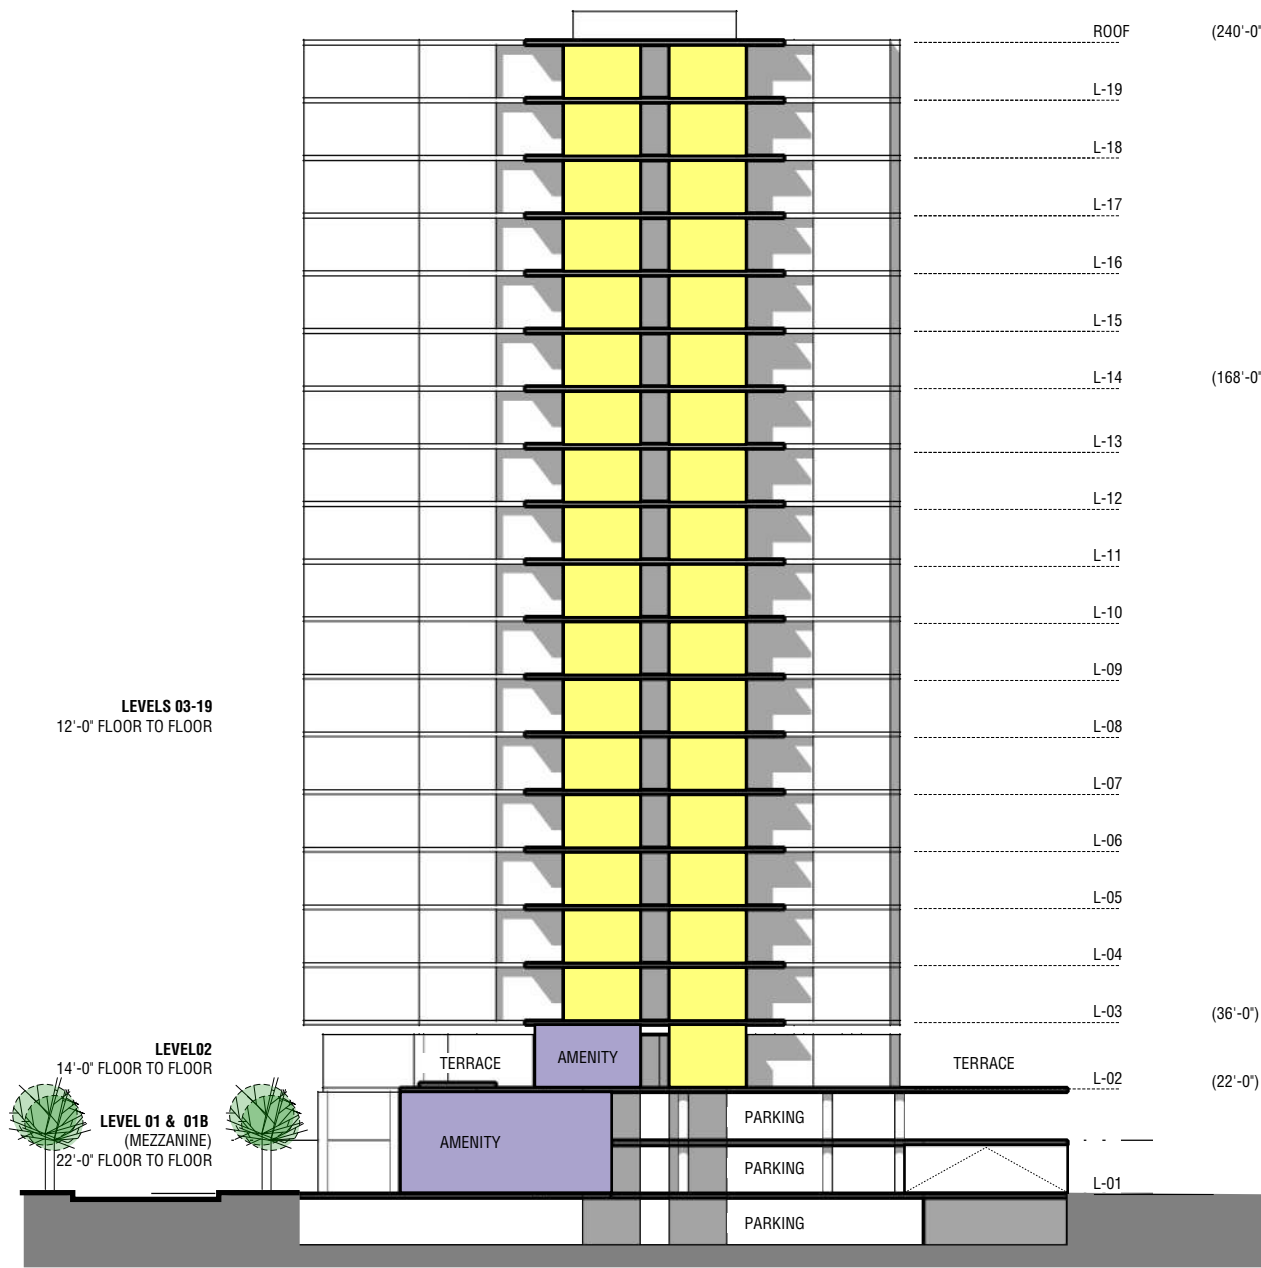 ROOF (240'-0"
L-19
L-18
L-17
L-16
L-15
L-14 (168'-0"
L-13
L-12
L-11
L-10
L-09
LEVELS 03-19
12'-0" FLOOR TO FLOOR
L-08
L-07
L-06
L-05
L-04
L-03 (36'-0")
LEVEL02
14'-0" FLOOR TO FLOOR
TERRACE
AMENITY
TERRACE
L-02 (22'-0")
LEVEL 01 & 01B
(MEZZANINE)
22'-0" FLOOR TO FLOOR
AMENITY
PARKING
PARKING
L-01
PARKING